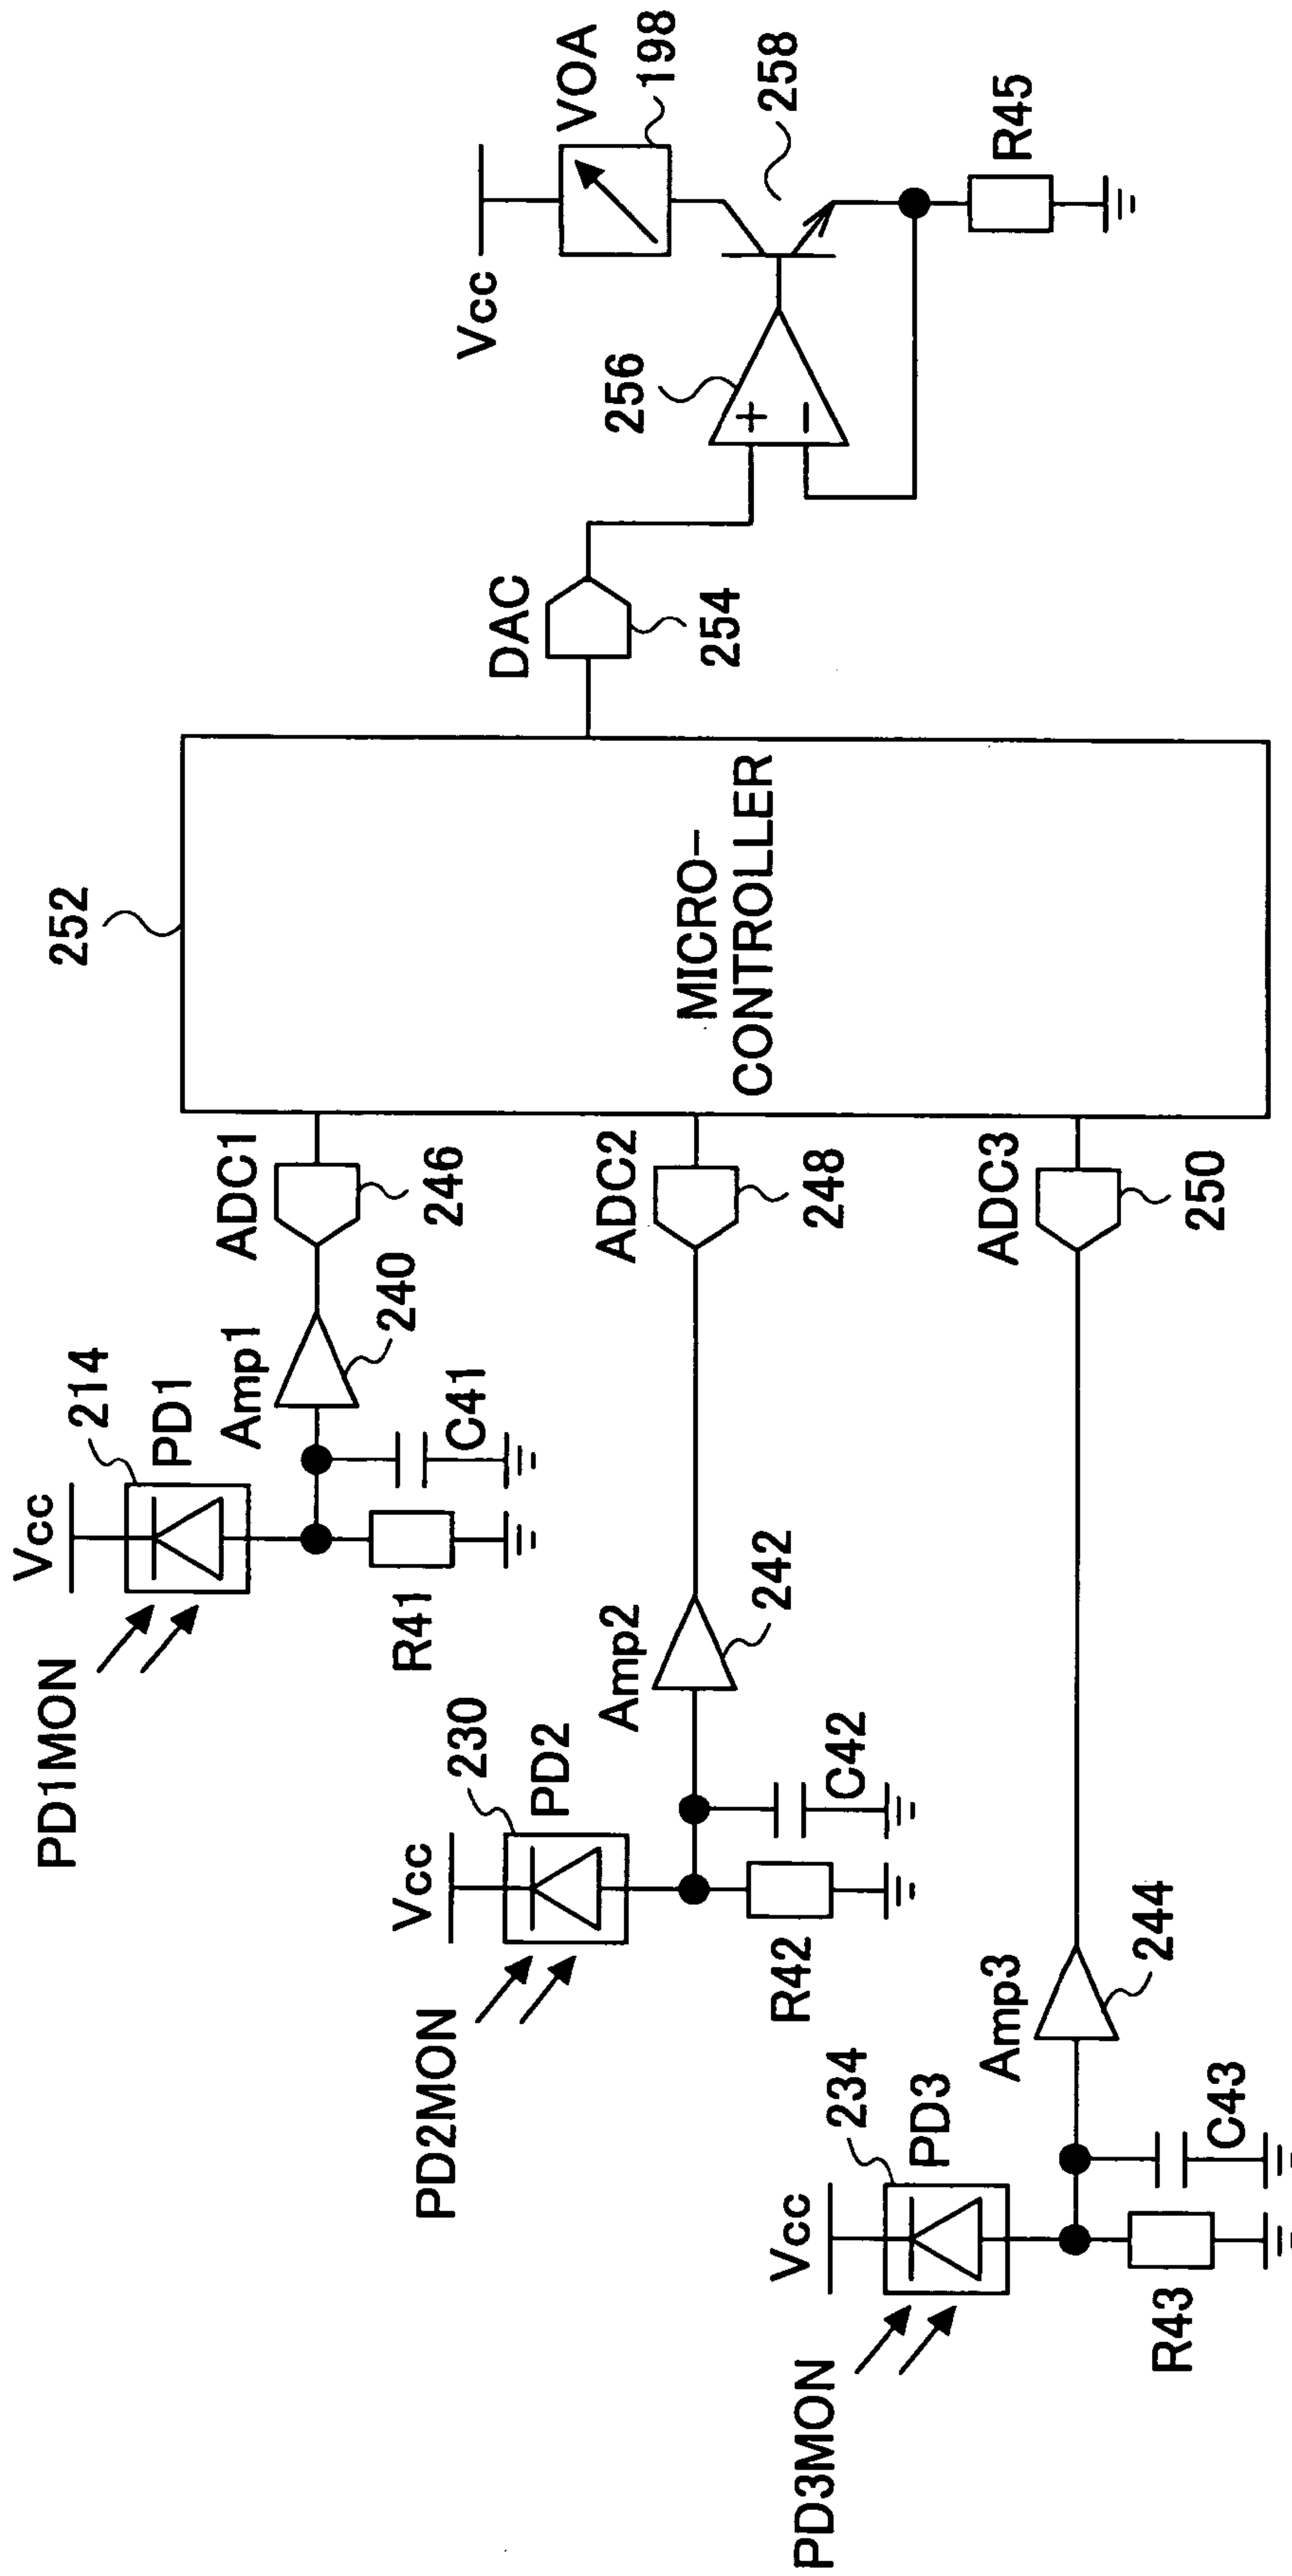 PD1MON
Vcc
214
PD1
R41
C41
Amp1
240
ADC1
246
PD2MON
Vcc
230
PD2
R42
C42
Amp2
242
ADC2
248
PD3MON
Vcc
234
PD3
R43
C43
Amp3
244
ADC3
250
252
MICRO-
CONTROLLER
DAC
254
256
+
−
Vcc
VOA
198
258
R45